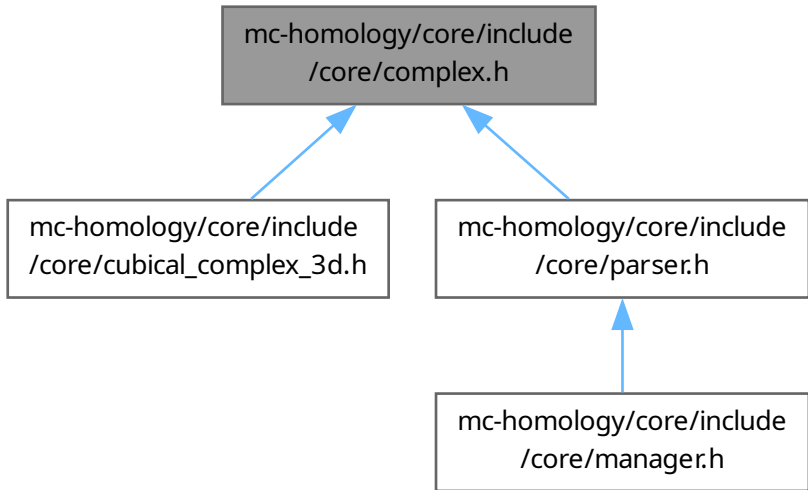 mc-homology/core/include
/core/complex.h
mc-homology/core/include
/core/cubical_complex_3d.h
mc-homology/core/include
/core/parser.h
mc-homology/core/include
/core/manager.h